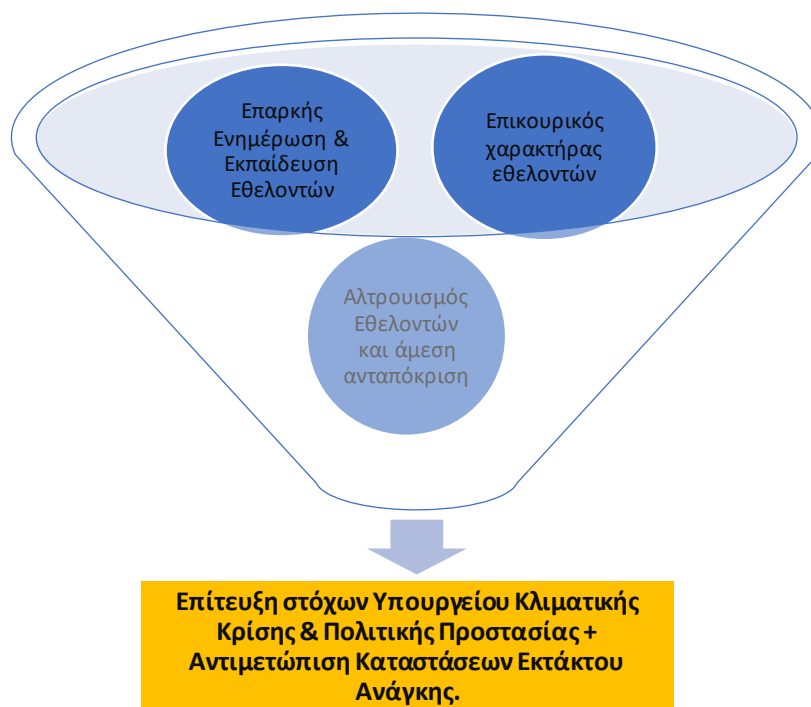 Επαρκής
Ενημέρωση &
Εκπαίδευση
Εθελοντών
Επικουρικός
χαρακτήρας
εθελοντών
Αλτρουισμός
Εθελοντών
και άμεση
ανταπόκριση
Επίτευξη στόχων Υπουργείου Κλιματικής
Κρίσης & Πολιτικής Προστασίας +
Αντιμετώπιση Καταστάσεων Εκτάκτου
Ανάγκης.